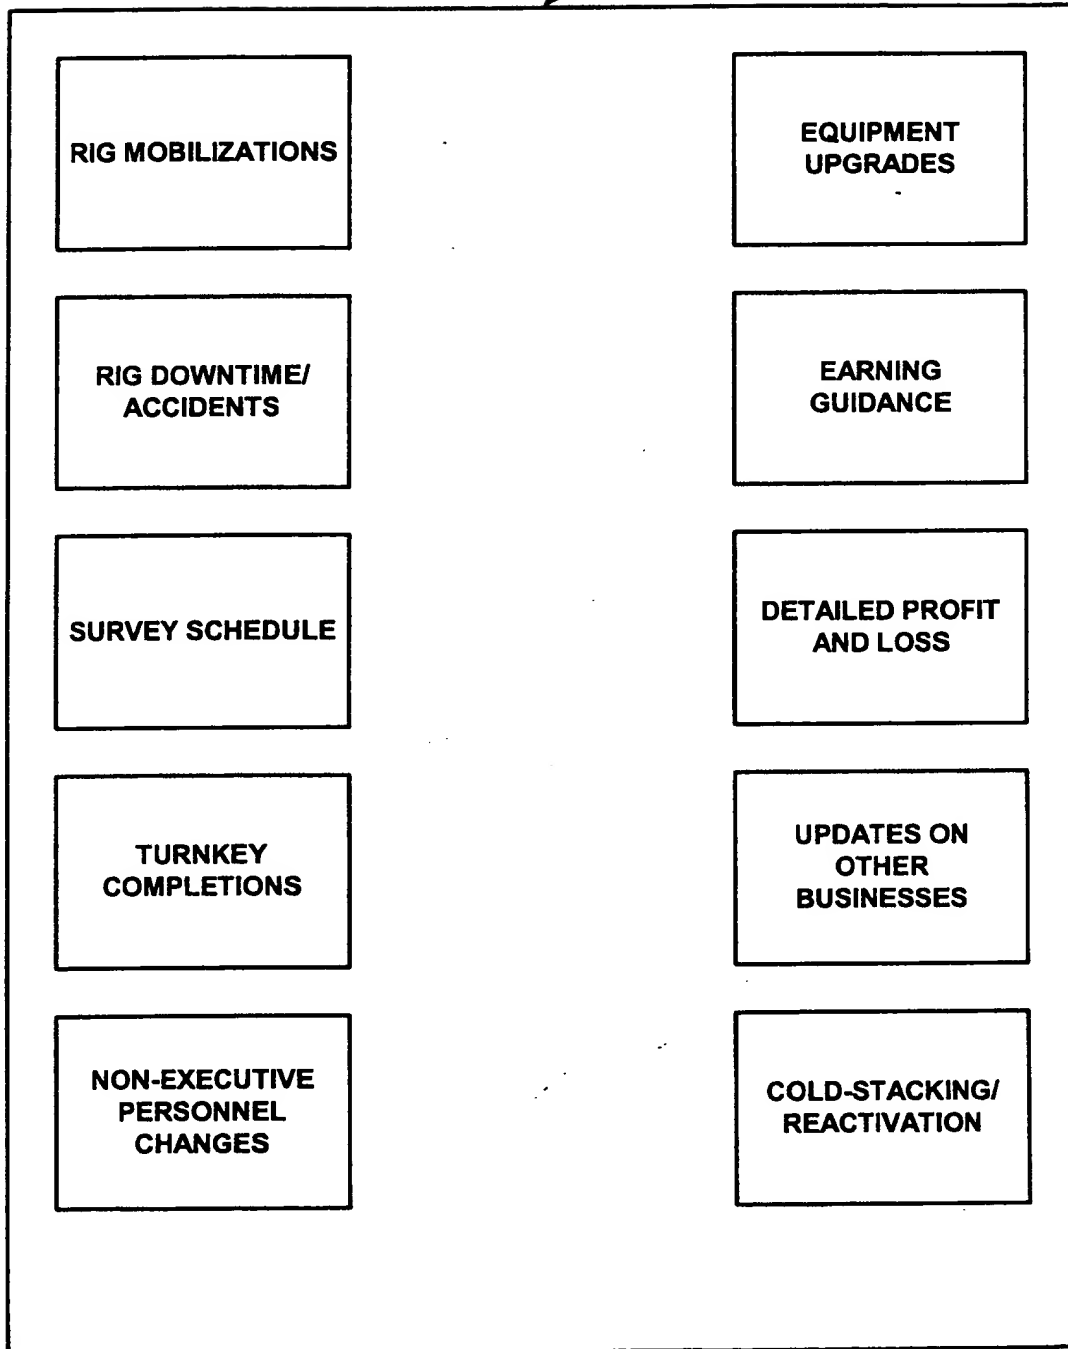 RIG MOBILIZATIONS
RIG DOWNTIME/
ACCIDENTS
SURVEY SCHEDULE
TURNKEY
COMPLETIONS
NON-EXECUTIVE
PERSONNEL
CHANGES
EQUIPMENT
UPGRADES
EARNING
GUIDANCE
DETAILED PROFIT
AND LOSS
UPDATES ON
OTHER
BUSINESSES
COLD-STACKING/
REACTIVATION